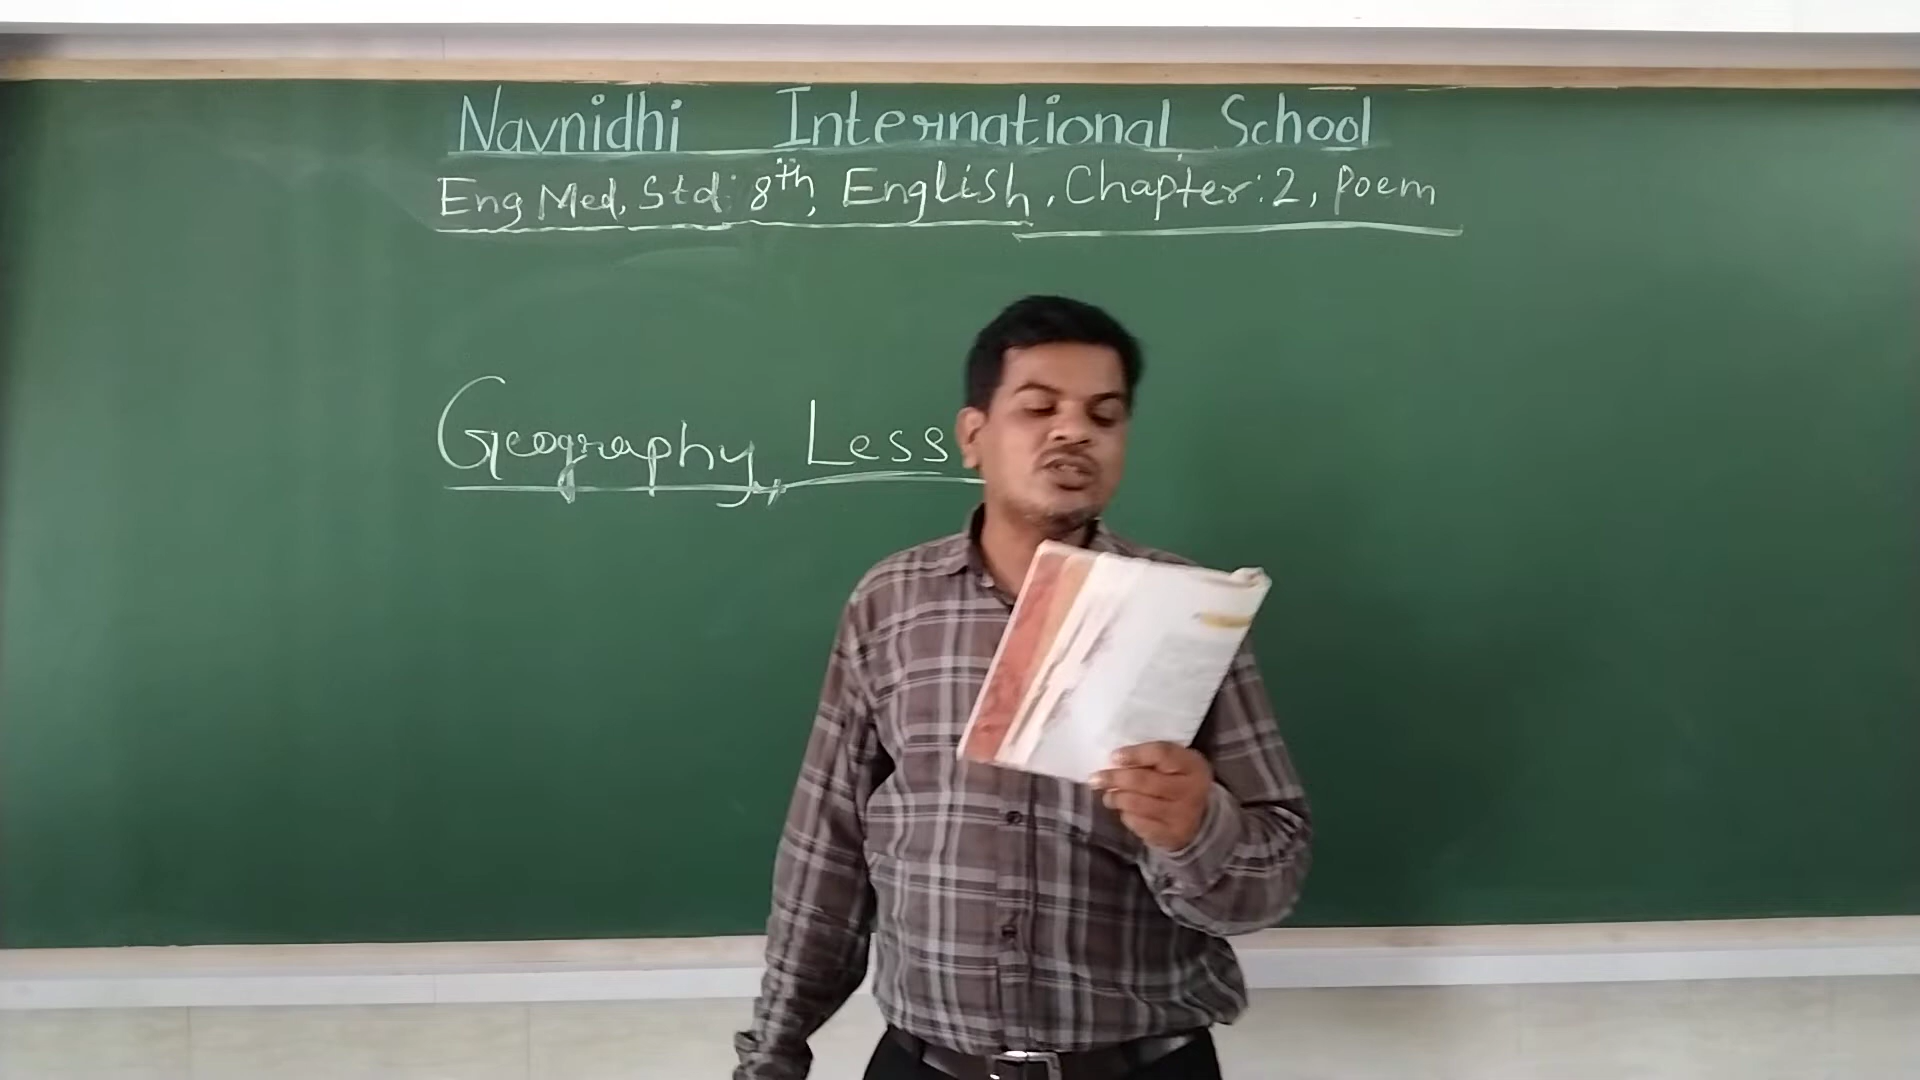 Navnidhi International School
Eng Med, Std: 8th, English, Chapter: 2, Poem
Geography Less